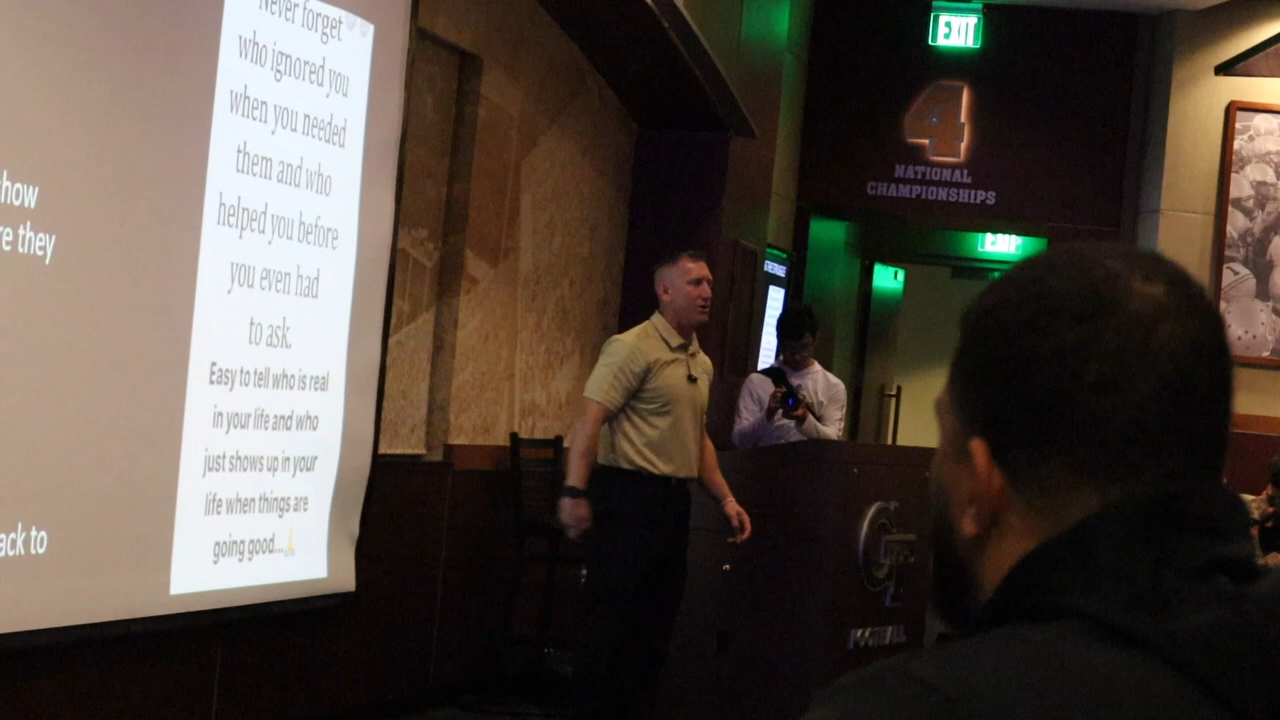 show
re they
ack to
Never forget
who ignored you
when you needed
them and who
helped you before
you even had
to ask.
Easy to tell who is real
in your life and who
just shows up in your
life when things are
going good...🙏
EXIT
4
NATIONAL
CHAMPIONSHIPS
EXIT
GT
FOOTBALL